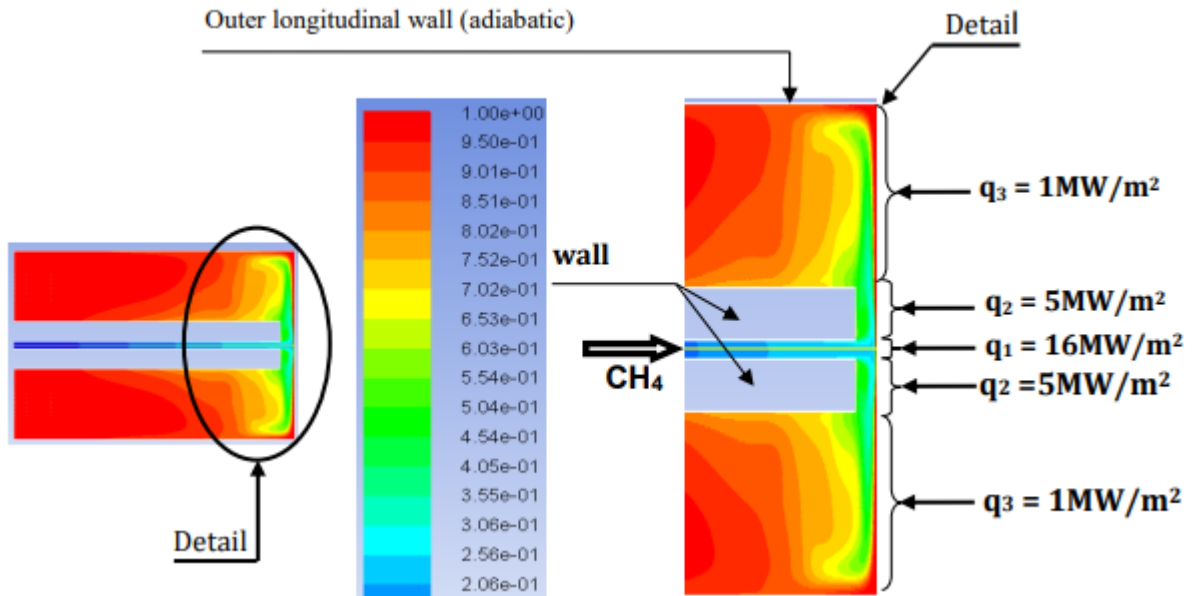 Outer longitudinal wall (adiabatic)
Detail
1.00e+00
9.50e-01
9.01e-01
8.51e-01
8.02e-01
7.52e-01
7.02e-01
6.53e-01
6.03e-01
5.54e-01
5.04e-01
4.54e-01
4.05e-01
3.55e-01
3.06e-01
2.56e-01
2.06e-01
wall
CH₄
q₃ = 1MW/m²
q₂ = 5MW/m²
q₁ = 16MW/m²
q₂ =5MW/m²
q₃ = 1MW/m²
Detail